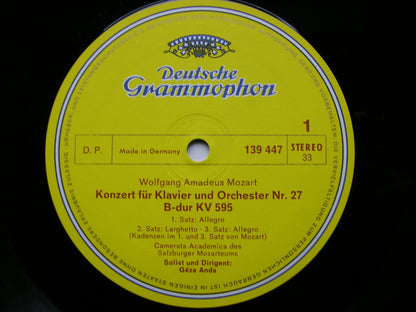 Deutsche
Grammophon
1
D.P.
Made in Germany
139 447
STEREO
33
Wolfgang Amadeus Mozart
Konzert für Klavier und Orchester Nr. 27
B-dur KV 595
1. Satz: Allegro
2. Satz: Larghetto - 3. Satz: Allegro
(Kadenzen im 1. und 3. Satz von Mozart)
Camerata Academica des
Salzburger Mozarteums
Solist und Dirigent:
Géza Anda